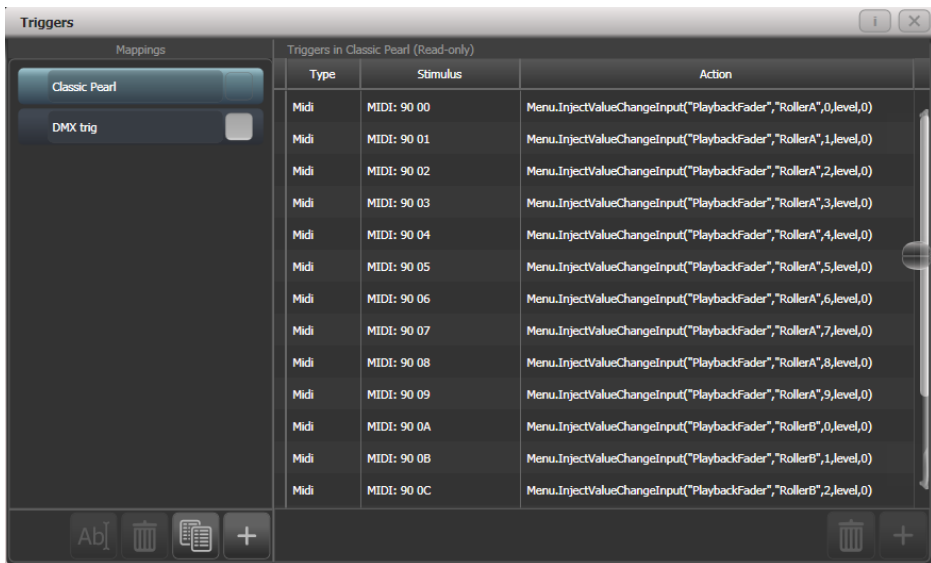 Triggers
i
Mappings
Triggers in Classic Pearl (Read-only)
Classic Pearl
DMX trig
Type Stimulus Action
Midi MIDI: 90 00 Menu.InjectValueChangeInput("PlaybackFader","RollerA",0,level,0)
Midi MIDI: 90 01 Menu.InjectValueChangeInput("PlaybackFader","RollerA",1,level,0)
Midi MIDI: 90 02 Menu.InjectValueChangeInput("PlaybackFader","RollerA",2,level,0)
Midi MIDI: 90 03 Menu.InjectValueChangeInput("PlaybackFader","RollerA",3,level,0)
Midi MIDI: 90 04 Menu.InjectValueChangeInput("PlaybackFader","RollerA",4,level,0)
Midi MIDI: 90 05 Menu.InjectValueChangeInput("PlaybackFader","RollerA",5,level,0)
Midi MIDI: 90 06 Menu.InjectValueChangeInput("PlaybackFader","RollerA",6,level,0)
Midi MIDI: 90 07 Menu.InjectValueChangeInput("PlaybackFader","RollerA",7,level,0)
Midi MIDI: 90 08 Menu.InjectValueChangeInput("PlaybackFader","RollerA",8,level,0)
Midi MIDI: 90 09 Menu.InjectValueChangeInput("PlaybackFader","RollerA",9,level,0)
Midi MIDI: 90 0A Menu.InjectValueChangeInput("PlaybackFader","RollerB",0,level,0)
Midi MIDI: 90 0B Menu.InjectValueChangeInput("PlaybackFader","RollerB",1,level,0)
Midi MIDI: 90 0C Menu.InjectValueChangeInput("PlaybackFader","RollerB",2,level,0)
Ab